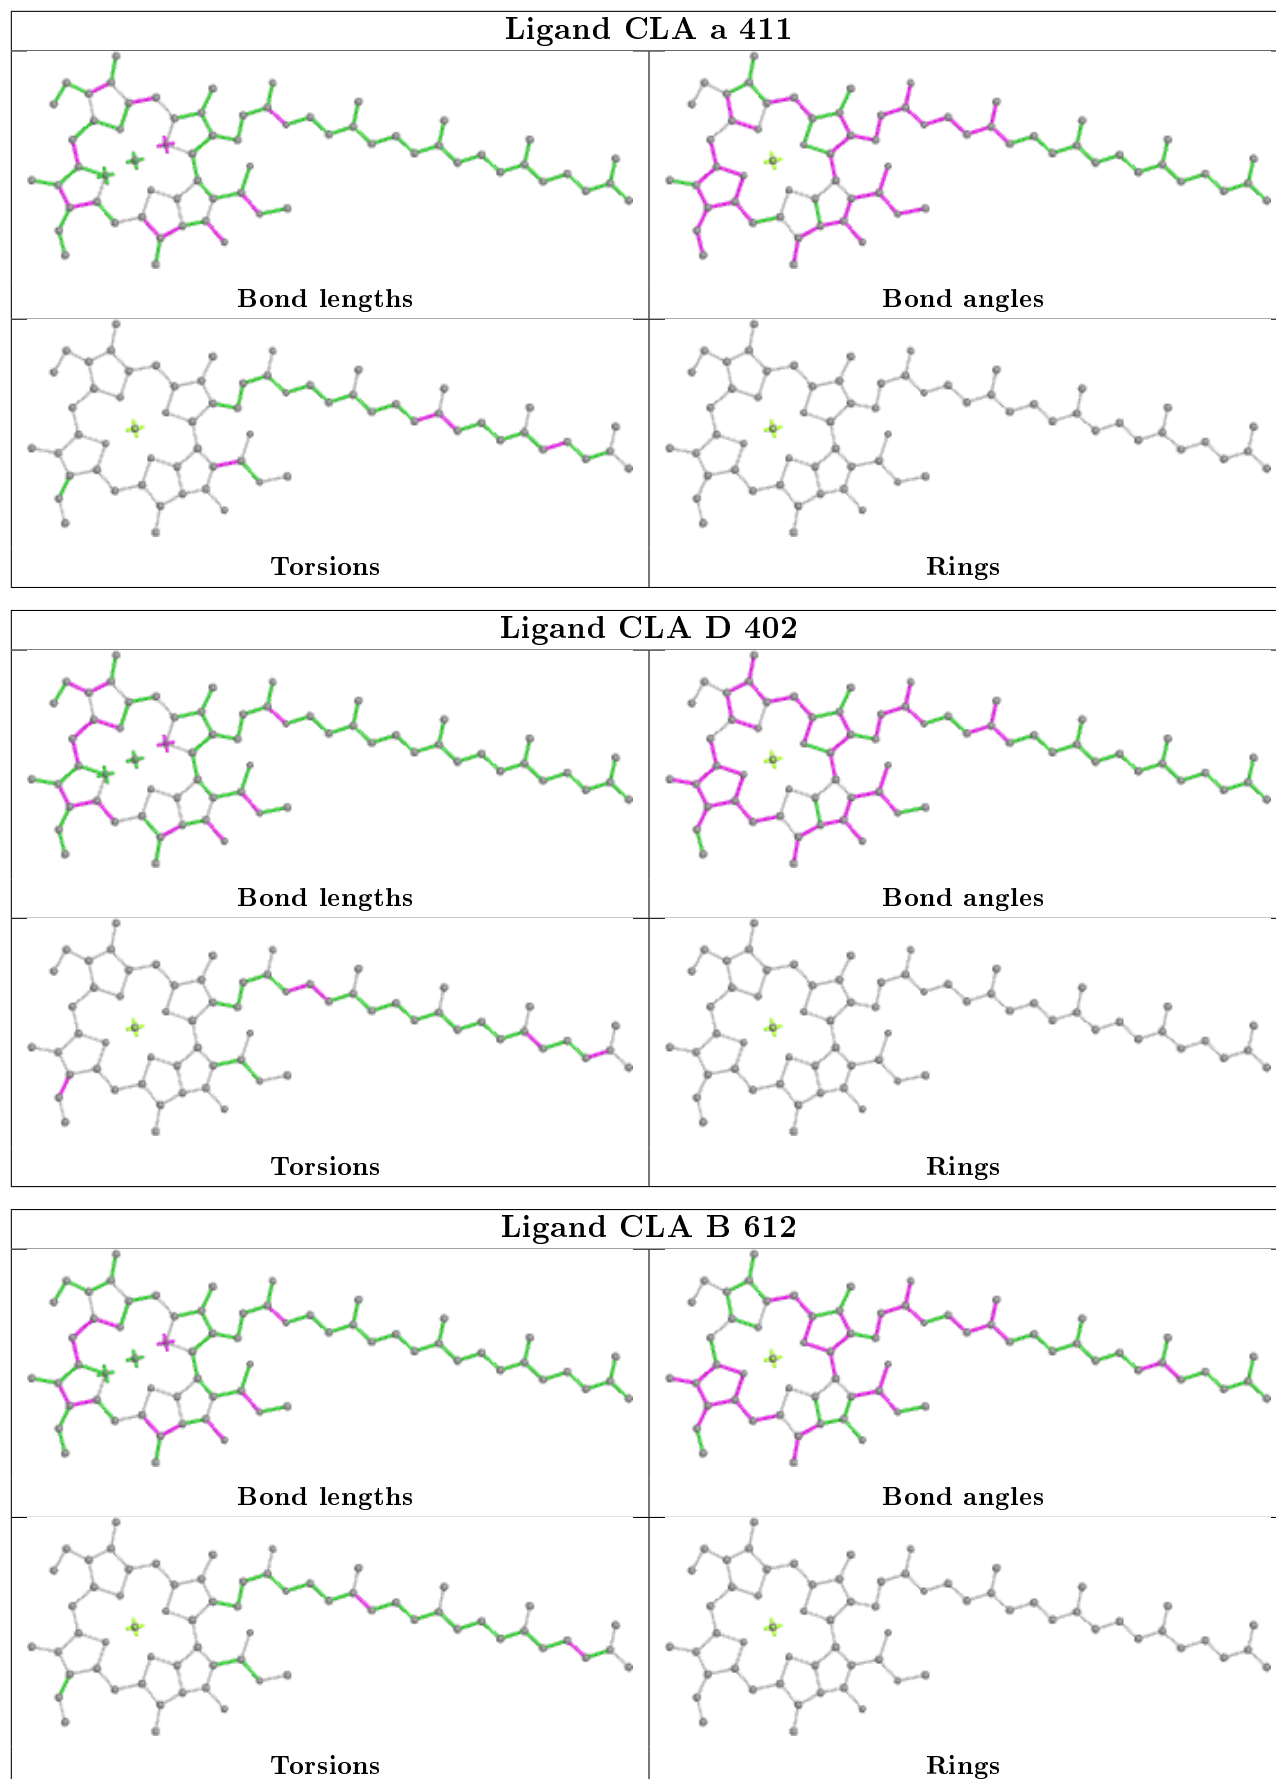 Ligand CLA a 411
Bond lengths
Bond angles
Torsions
Rings
Ligand CLA D 402
Bond lengths
Bond angles
Torsions
Rings
Ligand CLA B 612
Bond lengths
Bond angles
Torsions
Rings